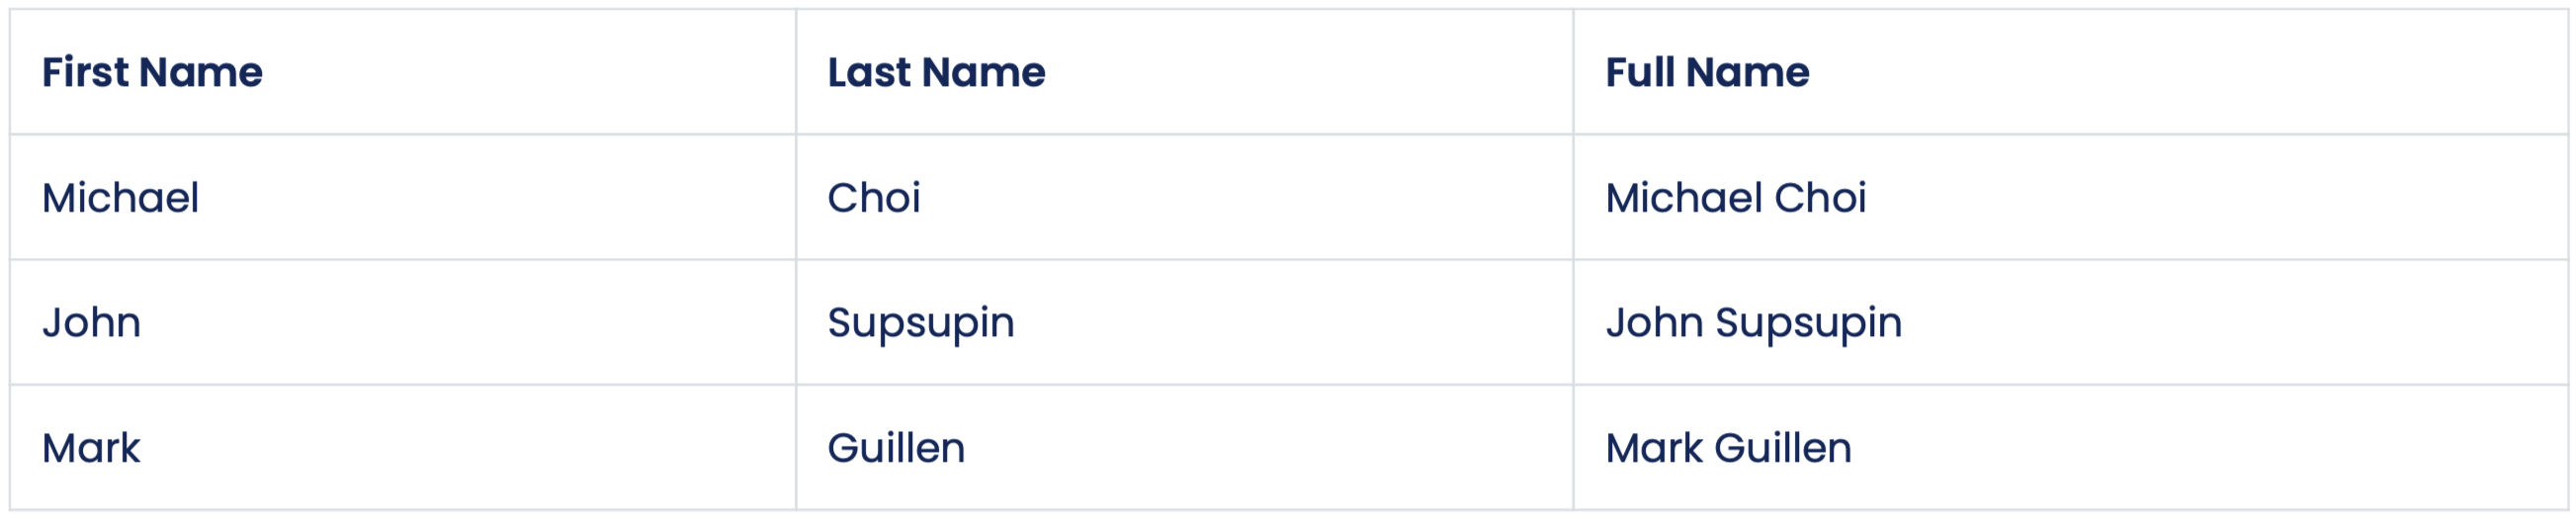 First Name Last Name Full Name
Michael Choi Michael Choi
John Supsupin John Supsupin
Mark Guillen Mark Guillen